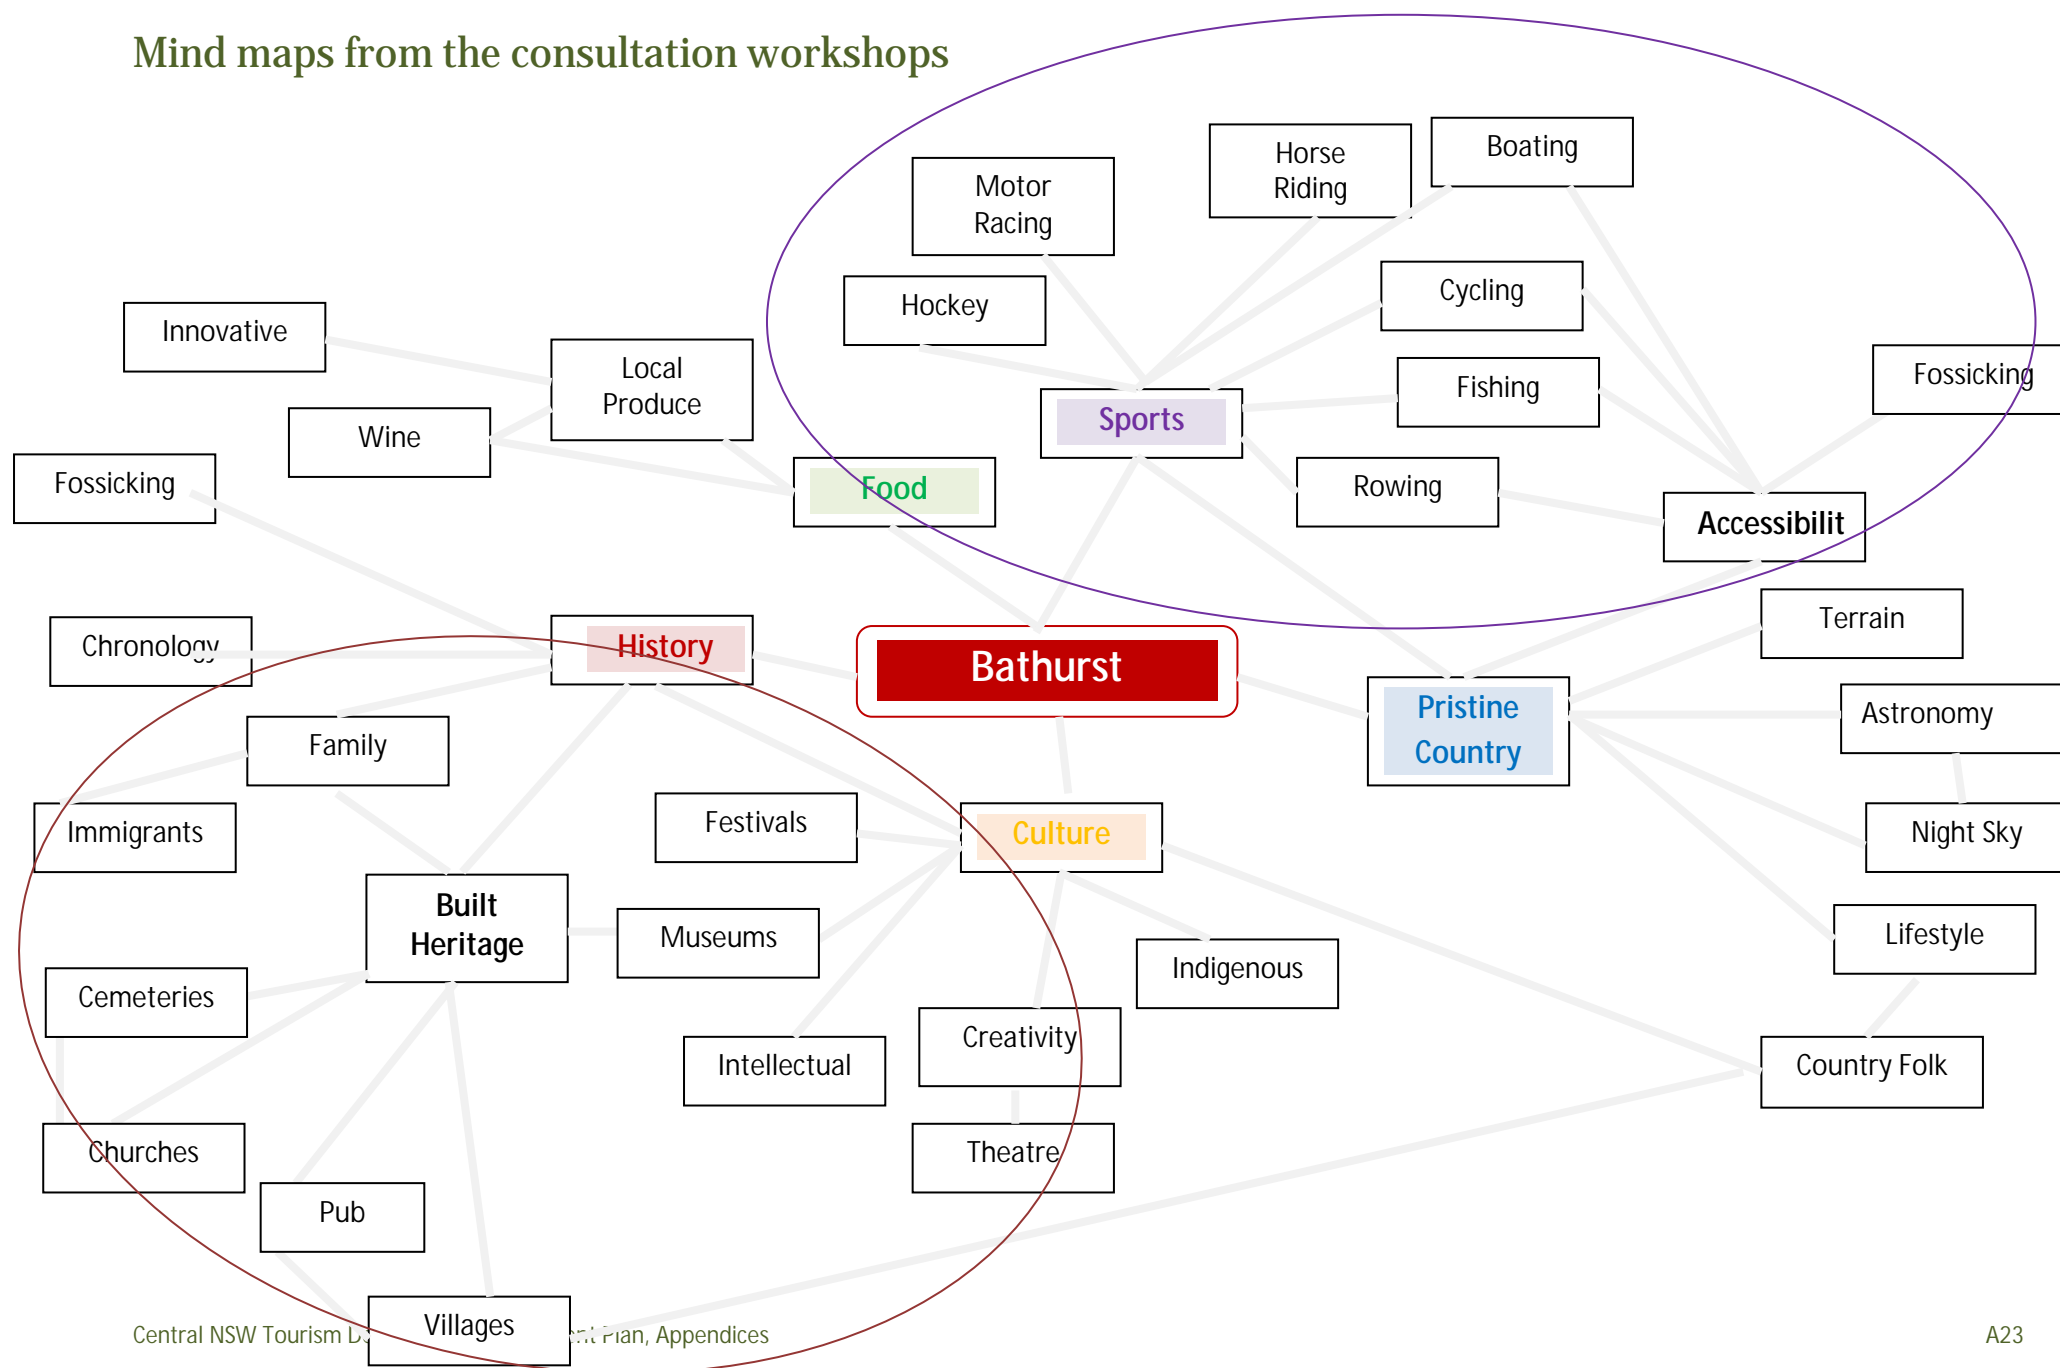 Mind maps from the consultation workshops
Boating
Horse
Riding
Motor
Racing
Cycling
Hockey
Innovative
Local
Produce
Fishing
Fossicking
Sports
Wine
Food
Rowing
Fossicking
Accessibilit
Terrain
Chronology
History
Bathurst
Pristine
Country
Astronomy
Family
Festivals
Culture
Immigrants
Night Sky
Built
Heritage
Museums
Lifestyle
Indigenous
Cemeteries
Creativity
Intellectual
Country Folk
Churches
Theatre
Pub
Villages
Central NSW Tourism D nt Plan, Appendices
A23